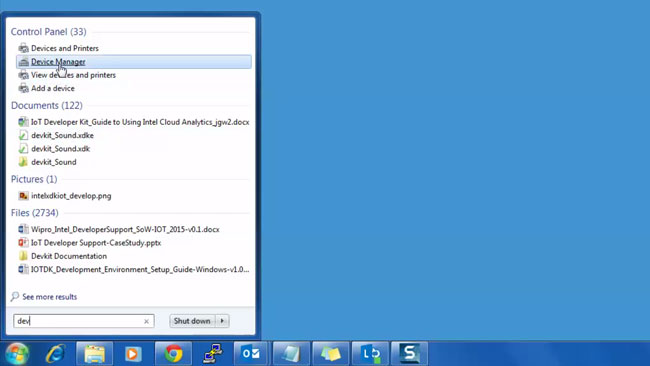 Control Panel (33)
Devices and Printers
Device Manager
View devices and printers
Add a device
Documents (122)
IoT Developer Kit_Guide to Using Intel Cloud Analytics_jgw2.docx
devkit_Sound.xdke
devkit_Sound.xdk
devkit_Sound
Pictures (1)
intelxdkiot_develop.png
Files (2734)
Wipro_Intel_DeveloperSupport_SoW-IOT_2015-v0.1.docx
IoT Developer Support-CaseStudy.pptx
Devkit Documentation
IOTDK_Development_Environment_Setup_Guide-Windows-v1.0...
See more results
dev
Shut down